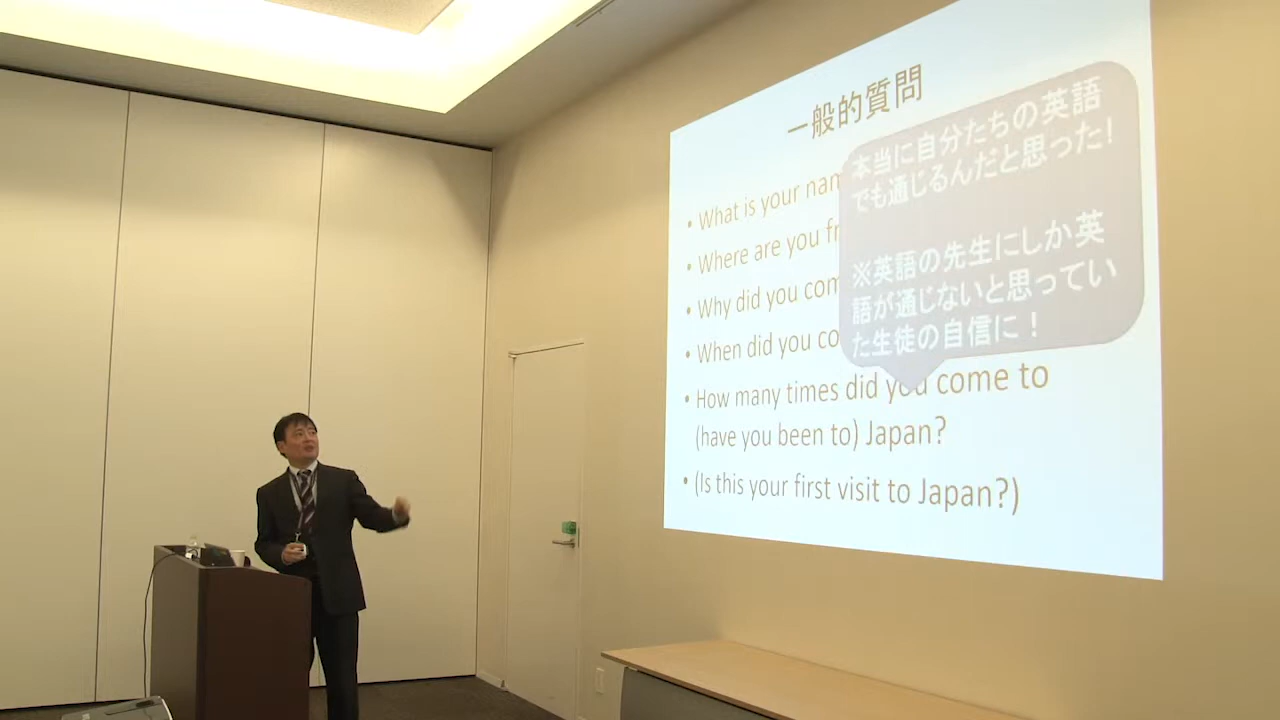 一般的質問
本当に自分たちの英語
でも通じるんだと思った!
※英語の先生にしか英
語が通じないと思ってい
た生徒の自信に!
• What is your
• Where are you
• Why did you
• When did you
• How many times did you come to
(have you been to) Japan?
• (Is this your first visit to Japan?)